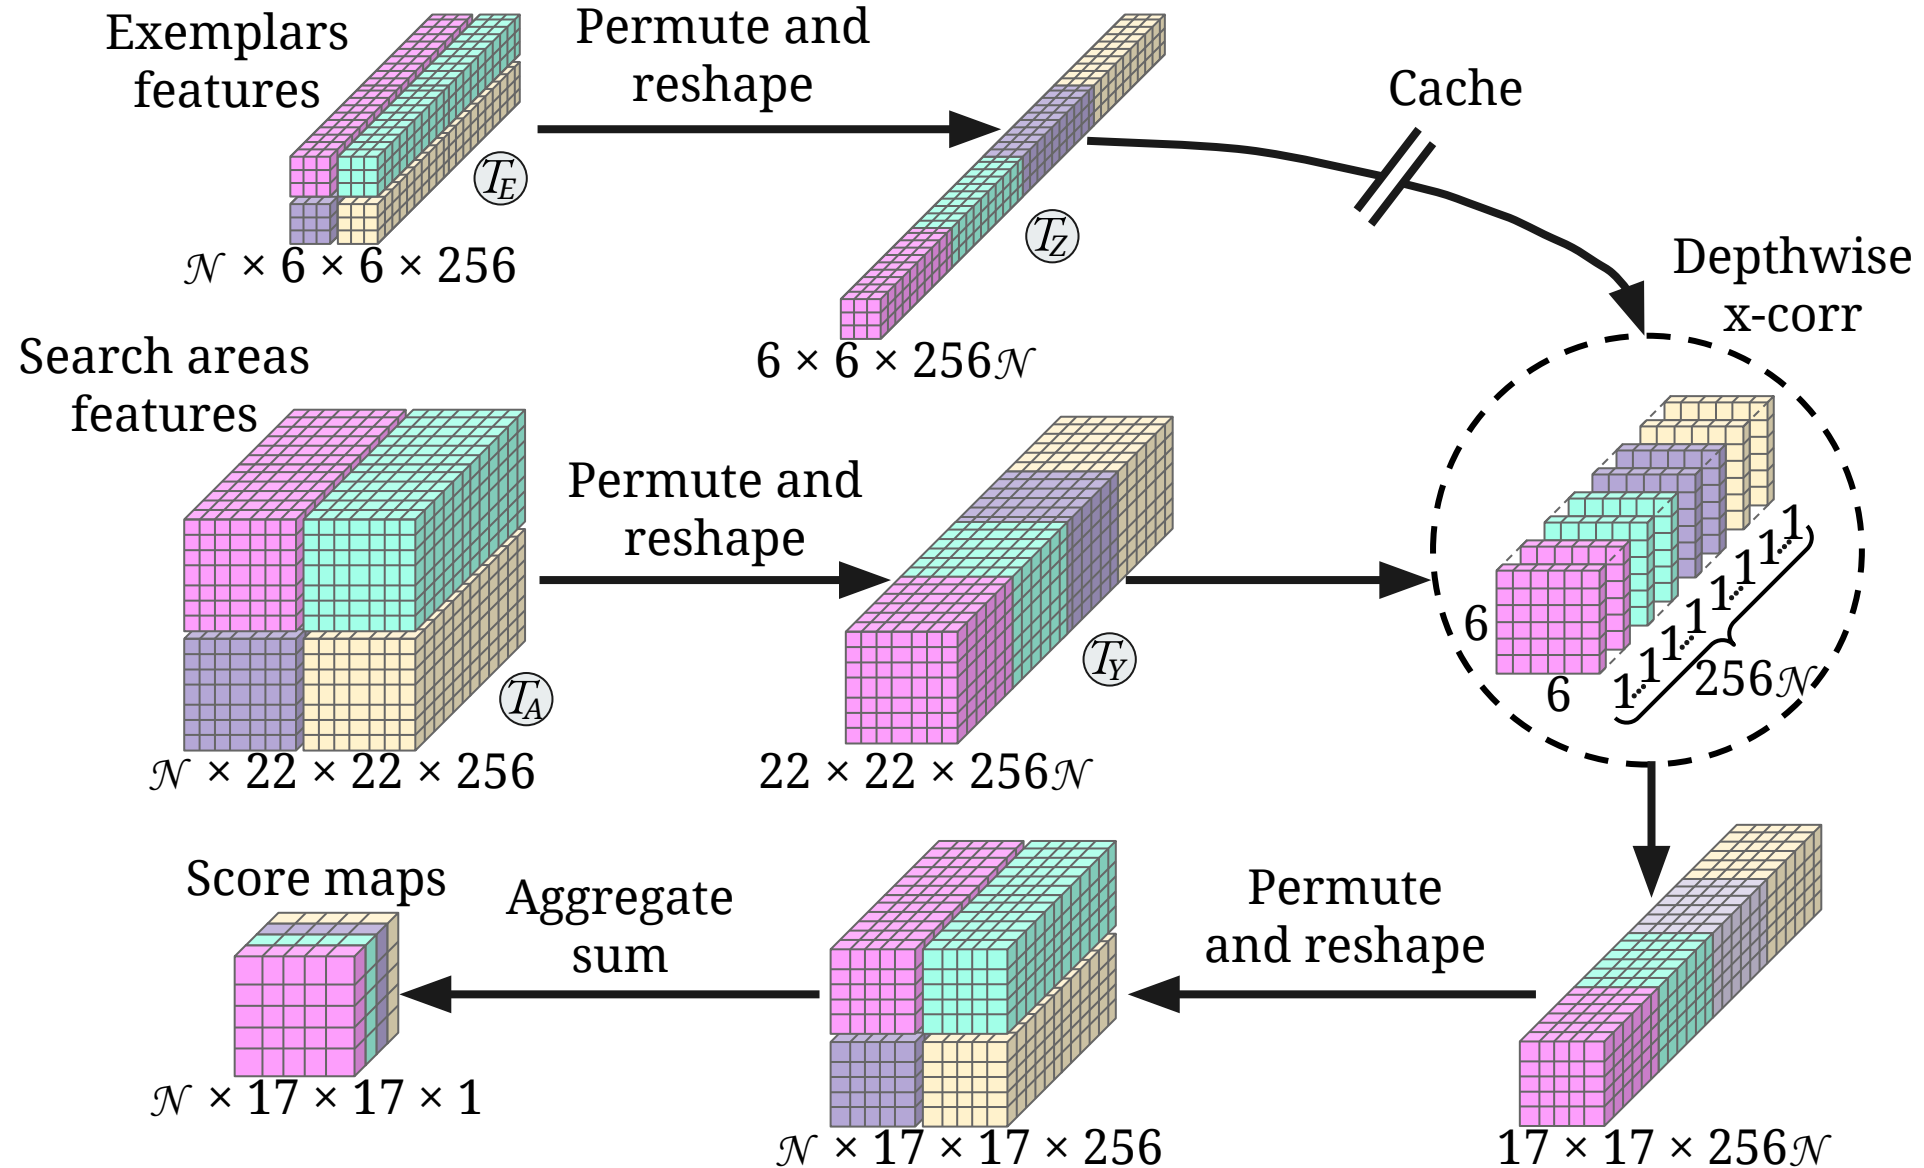 Exemplars
features
Permute and
reshape
Cache
T_E
𝒩 × 6 × 6 × 256
T_Z
6 × 6 × 256𝒩
Depthwise
x-corr
Search areas
features
Permute and
reshape
T_A
𝒩 × 22 × 22 × 256
T_Y
22 × 22 × 256𝒩
6
6
1....1
1....1
1....1
1....1
256𝒩
Score maps
Aggregate
sum
Permute
and reshape
𝒩 × 17 × 17 × 1
𝒩 × 17 × 17 × 256
17 × 17 × 256𝒩